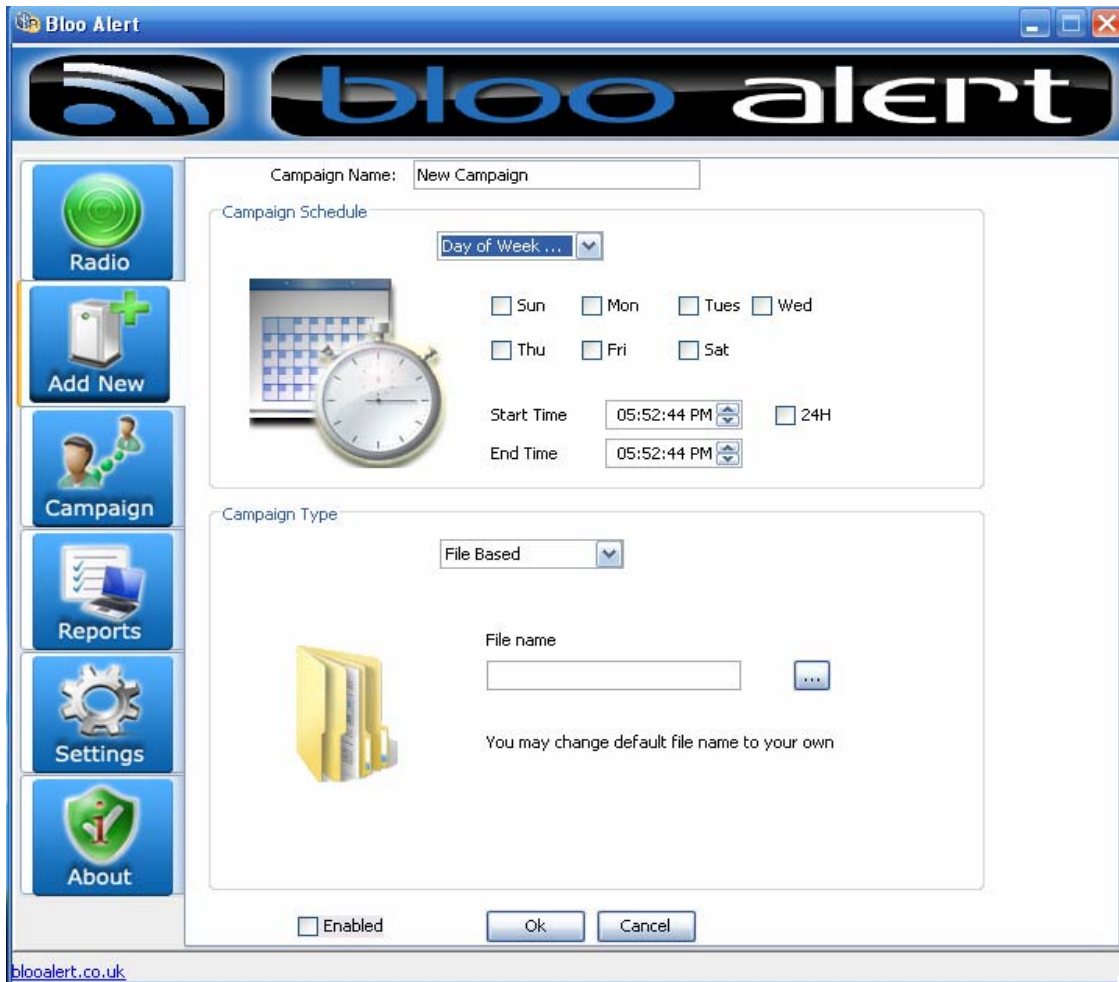 Bloo Alert
bloo alert
Radio
Add New
Campaign
Reports
Settings
About
Campaign Name: New Campaign
Campaign Schedule
Day of Week ...
Sun Mon Tues Wed
Thu Fri Sat
Start Time 05:52:44 PM 24H
End Time 05:52:44 PM
Campaign Type
File Based
File name
...
You may change default file name to your own
Enabled Ok Cancel
blooalert.co.uk